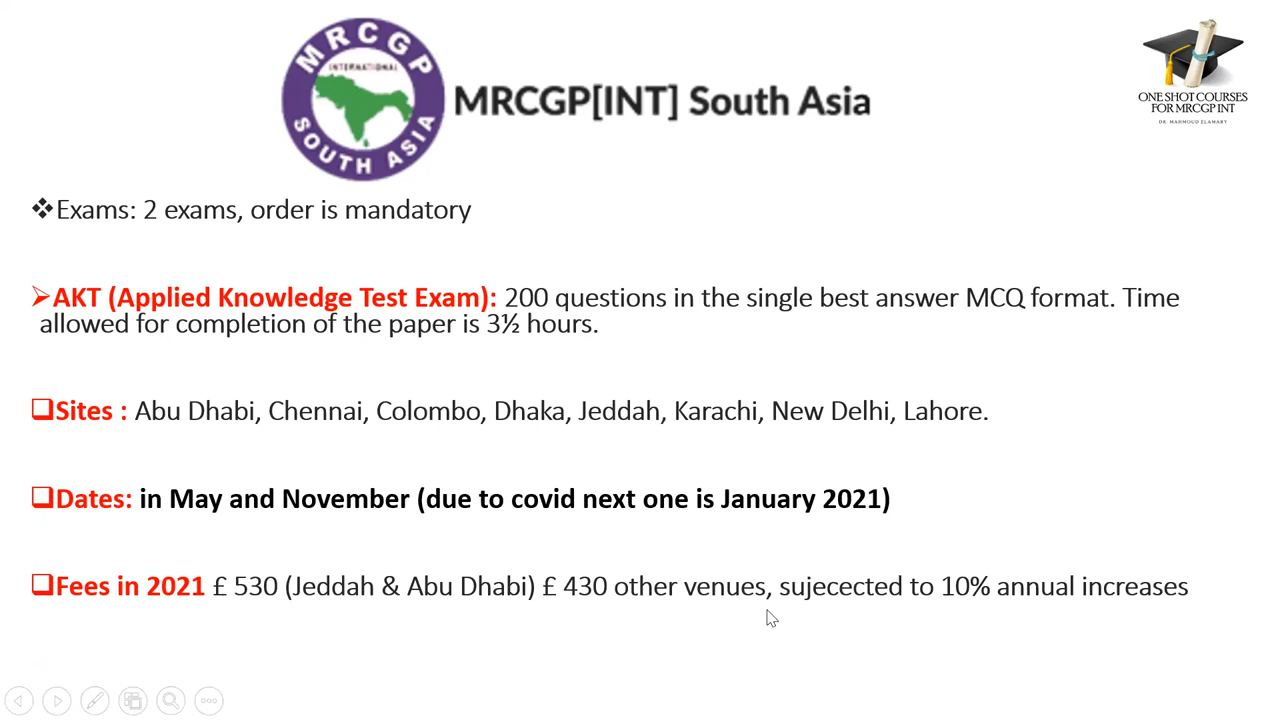 MRCGP
INTERNATIONAL
SOUTH ASIA
MRCGP[INT] South Asia
ONE SHOT COURSES
FOR MRCGP INT
DR. MAHMOUD ELAMARY
❖Exams: 2 exams, order is mandatory
➢AKT (Applied Knowledge Test Exam): 200 questions in the single best answer MCQ format. Time
allowed for completion of the paper is 3½ hours.
❑Sites : Abu Dhabi, Chennai, Colombo, Dhaka, Jeddah, Karachi, New Delhi, Lahore.
❑Dates: in May and November (due to covid next one is January 2021)
❑Fees in 2021 £ 530 (Jeddah & Abu Dhabi) £ 430 other venues, sujecected to 10% annual increases